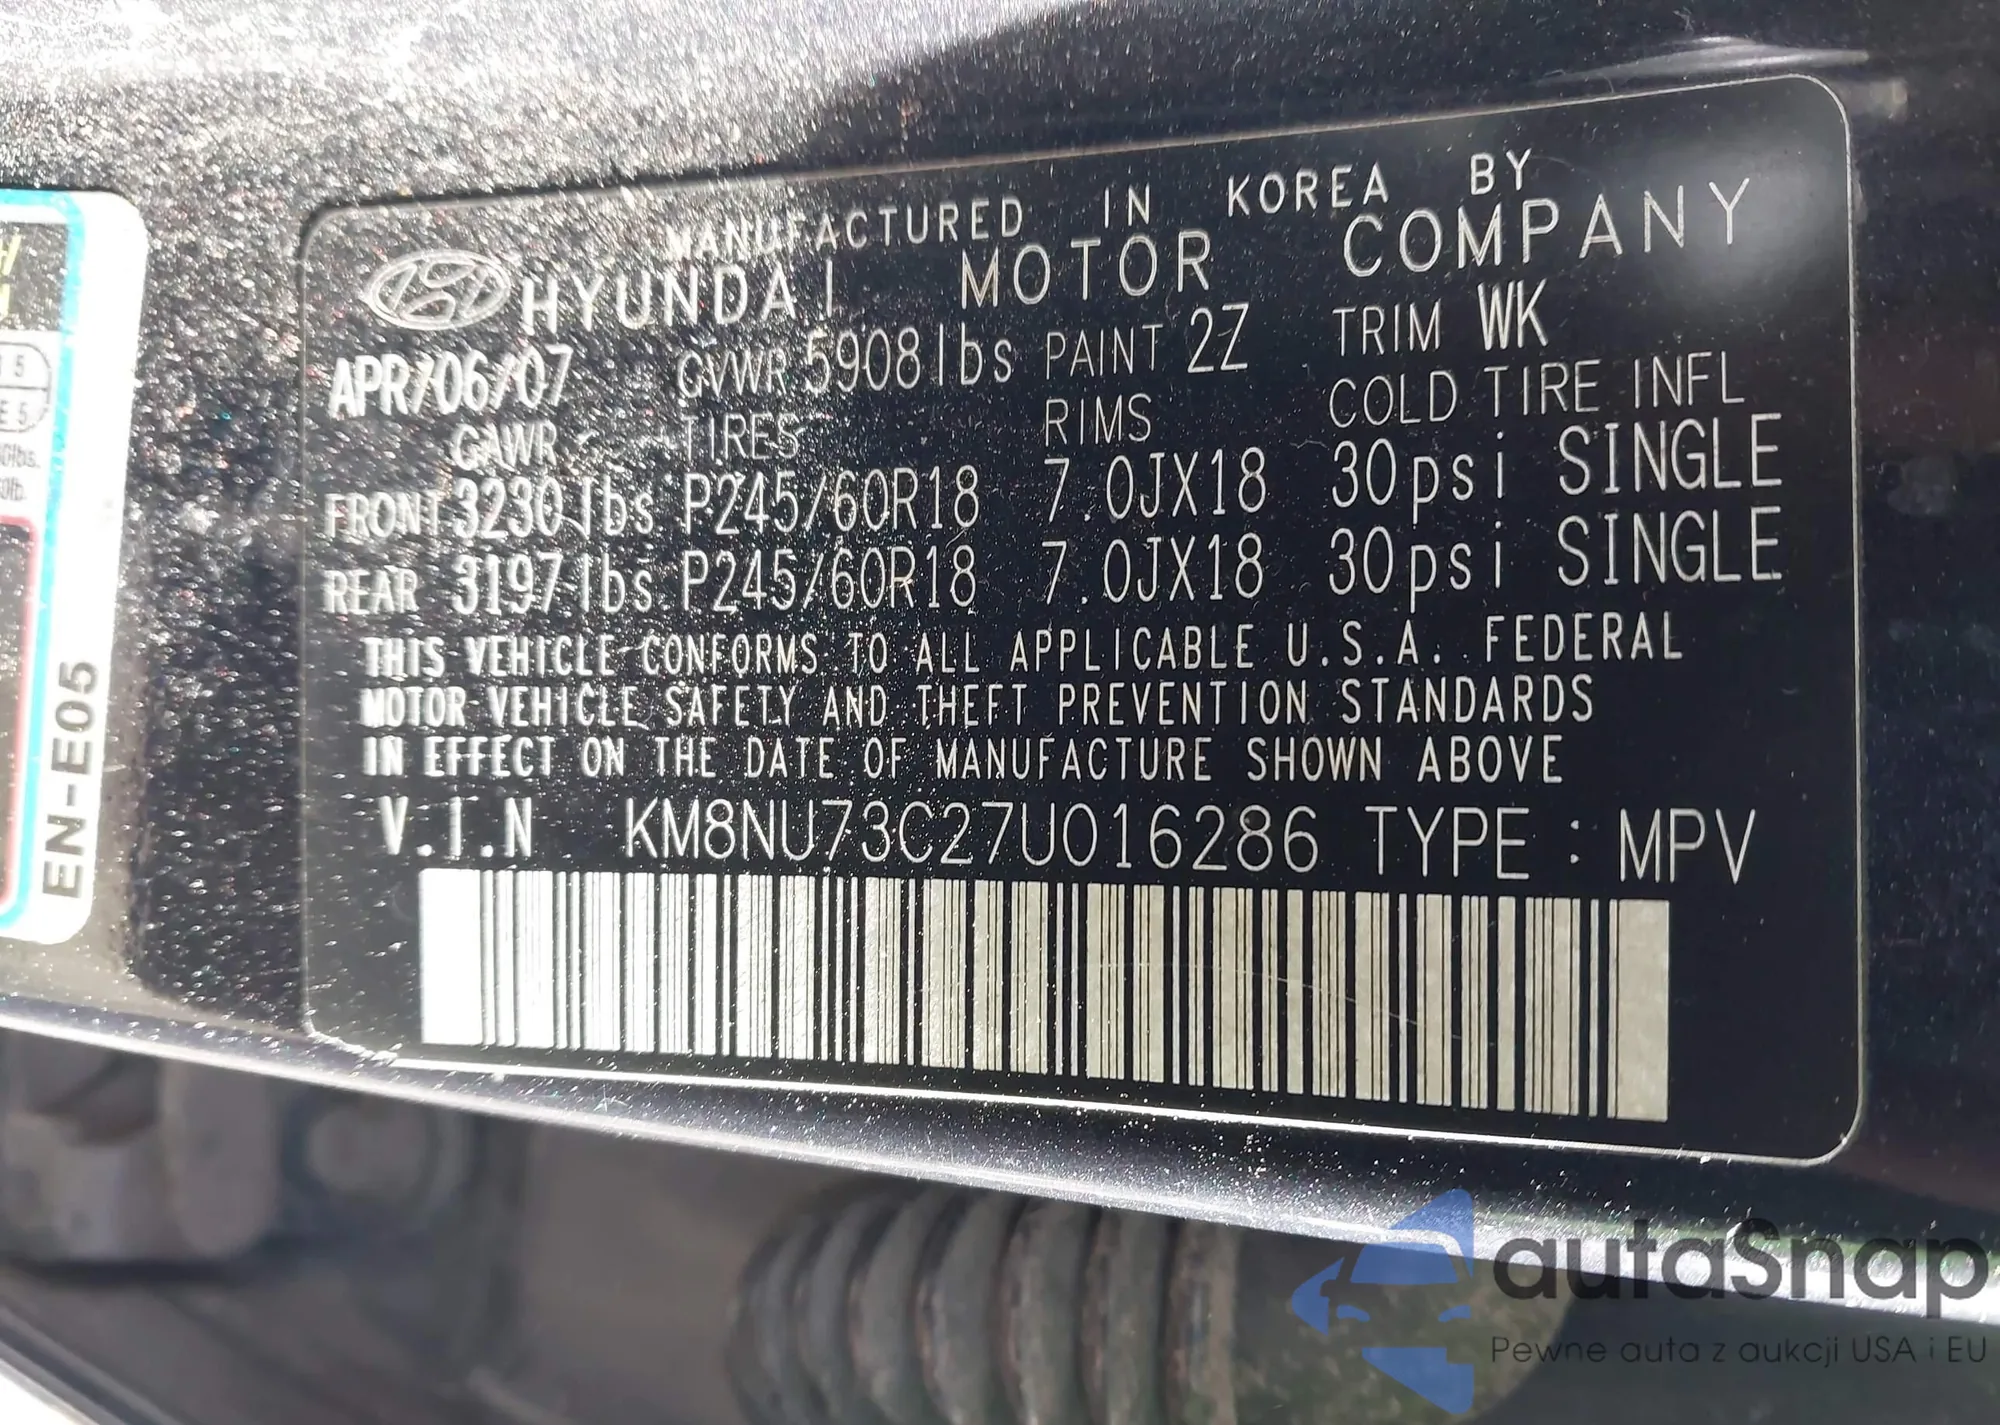 MANUFACTURED IN KOREA BY
HYUNDAI MOTOR COMPANY
APR/06/07 GVWR 5908lbs PAINT 2Z TRIM WK
GAWR TIRES RIMS COLD TIRE INFL
FRONT 3230lbs P245/60R18 7.0JX18 30psi SINGLE
REAR 3197lbs P245/60R18 7.0JX18 30psi SINGLE
THIS VEHICLE CONFORMS TO ALL APPLICABLE U.S.A. FEDERAL
MOTOR VEHICLE SAFETY AND THEFT PREVENTION STANDARDS
IN EFFECT ON THE DATE OF MANUFACTURE SHOWN ABOVE
V.I.N KM8NU73C27U016286 TYPE : MPV
EN-E05
autaSnap
Pewne auta z aukcji USA i EU